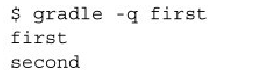 $ gradle -q first
first
second